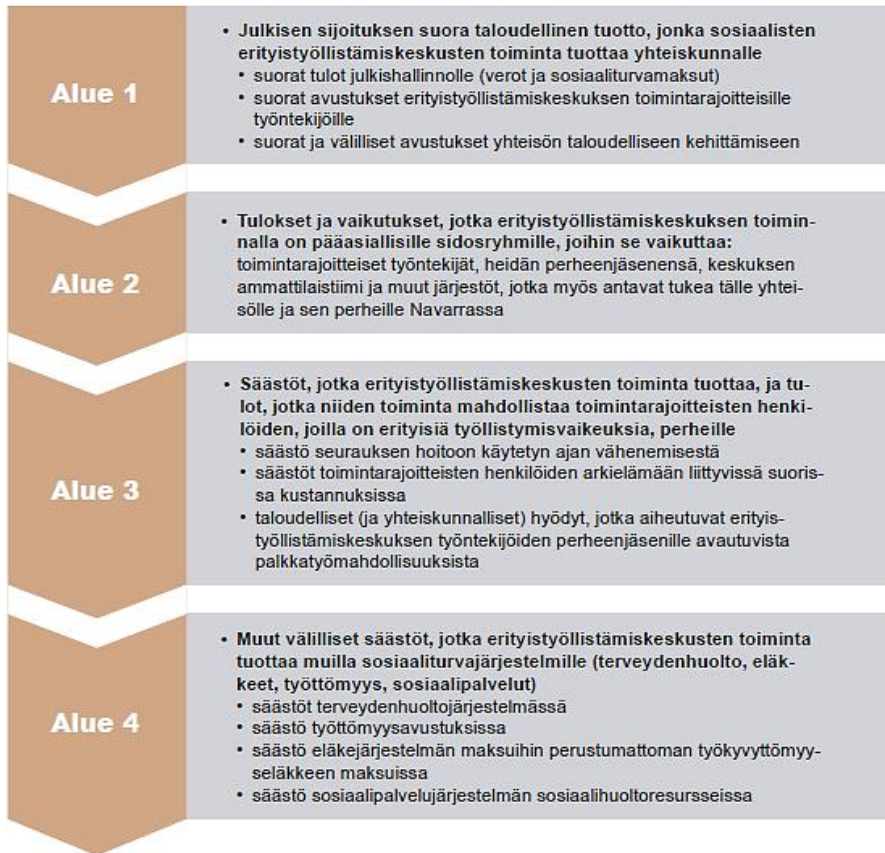 Alue 1
• Julkisen sijoituksen suora taloudellinen tuotto, jonka sosiaalisten
erityistyöllistämiskeskusten toiminta tuottaa yhteiskunnalle
• suorat tulot julkishallinnolle (verot ja sosiaaliturvamaksut)
• suorat avustukset erityistyöllistämiskeskuksen toimintarajoitteisille
työntekijöille
• suorat ja välilliset avustukset yhteisön taloudelliseen kehittämiseen
Alue 2
• Tulokset ja vaikutukset, jotka erityistyöllistämiskeskuksen toimin-
nalla on pääasiallisille sidosryhmille, joihin se vaikuttaa:
toimintarajoitteiset työntekijät, heidän perheenjäsenensä, keskuksen
ammattilaistiimi ja muut järjestöt, jotka myös antavat tukea tälle yhtei-
sölle ja sen perheille Navarrassa
Alue 3
• Säästöt, jotka erityistyöllistämiskeskusten toiminta tuottaa, ja tu-
lot, jotka niiden toiminta mahdollistaa toimintarajoitteisten henki-
löiden, joilla on erityisiä työllistymisvaikeuksia, perheille
• säästö seurauksen hoitoon käytetyn ajan vähenemisestä
• säästöt toimintarajoitteisten henkilöiden arkielämään liittyvissä suoris-
sa kustannuksissa
• taloudelliset (ja yhteiskunnalliset) hyödyt, jotka aiheutuvat erityis-
työllistämiskeskuksen työntekijöiden perheenjäsenille avautuvista
palkkatyömahdollisuuksista
Alue 4
• Muut välilliset säästöt, jotka erityistyöllistämiskeskusten toiminta
tuottaa muilla sosiaaliturvajärjestelmille (terveydenhuolto, eläk-
keet, työttömyys, sosiaalipalvelut)
• säästöt terveydenhuoltojärjestelmässä
• säästö työttömyysavustuksissa
• säästö eläkejärjestelmän maksuihin perustumattoman työkyvyttömyy-
seläkkeen maksuissa
• säästö sosiaalipalvelujärjestelmän sosiaalihuoltoresursseissa